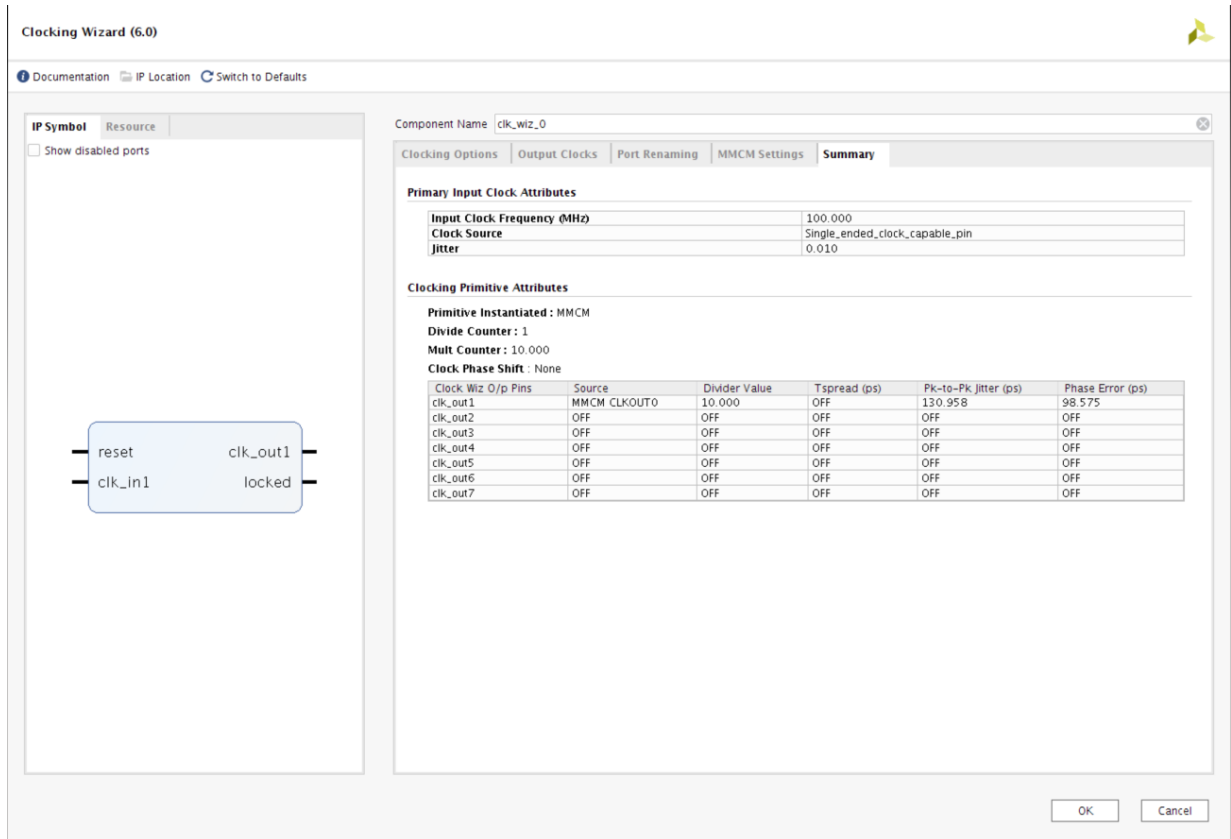 Clocking Wizard (6.0)
Documentation IP Location Switch to Defaults
IP Symbol Resource
Show disabled ports
reset clk_out1
clk_in1 locked
Component Name clk_wiz_0
Clocking Options Output Clocks Port Renaming MMCM Settings Summary
Primary Input Clock Attributes
Input Clock Frequency (MHz) 100.000
Clock Source Single_ended_clock_capable_pin
Jitter 0.010
Clocking Primitive Attributes
Primitive Instantiated : MMCM
Divide Counter : 1
Mult Counter : 10.000
Clock Phase Shift : None
Clock Wiz O/p Pins Source Divider Value Tspread (ps) Pk-to-Pk Jitter (ps) Phase Error (ps)
clk_out1 MMCM CLKOUT0 10.000 OFF 130.958 98.575
clk_out2 OFF OFF OFF OFF OFF
clk_out3 OFF OFF OFF OFF OFF
clk_out4 OFF OFF OFF OFF OFF
clk_out5 OFF OFF OFF OFF OFF
clk_out6 OFF OFF OFF OFF OFF
clk_out7 OFF OFF OFF OFF OFF
OK Cancel